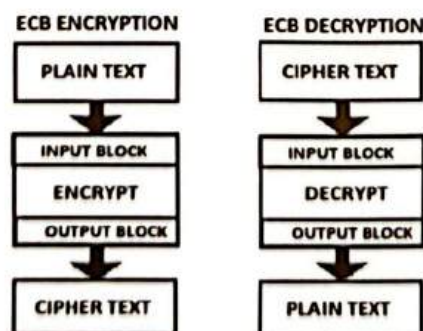 ECB ENCRYPTION
PLAIN TEXT
INPUT BLOCK
ENCRYPT
OUTPUT BLOCK
CIPHER TEXT
ECB DECRYPTION
CIPHER TEXT
INPUT BLOCK
DECRYPT
OUTPUT BLOCK
PLAIN TEXT